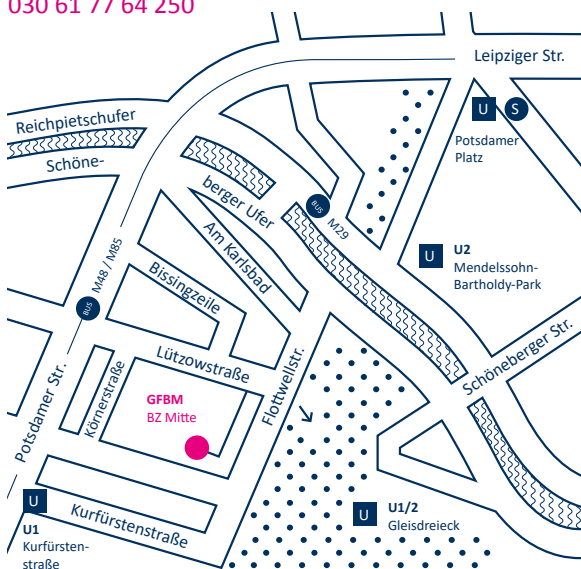 030 61 77 64 250
Leipziger Str.
Reichpietschufer
Schöne-
berger Ufer
U
S
Potsdamer
Platz
BUS
M29
Am Karlsbad
U
U2
Mendelssohn-
Bartholdy-Park
BUS
M48 / M85
Bissingzeile
Schöneberger Str.
Lützowstraße
Flottwellstr.
Körnerstraße
Potsdamer Str.
GFBM
BZ Mitte
U
U1
Kurfürsten-
straße
Kurfürstenstraße
U
U1/2
Gleisdreieck